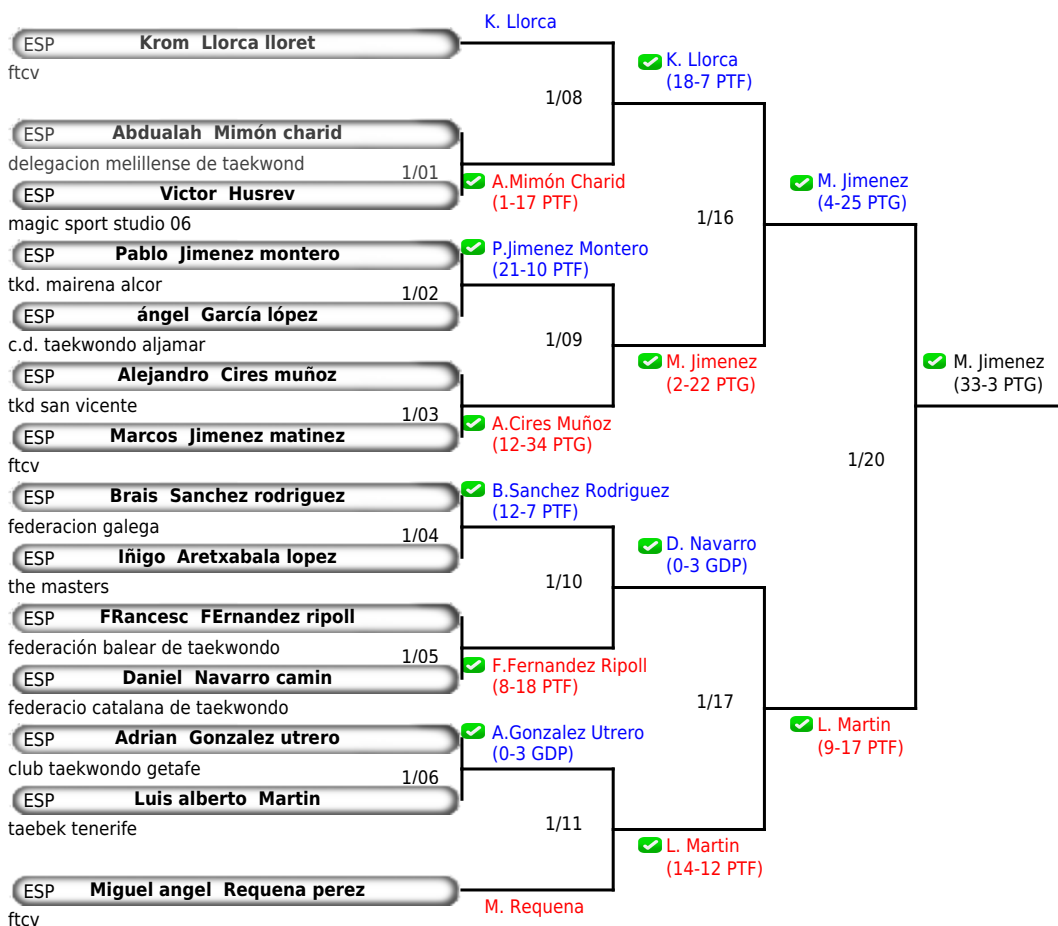 K. Llorca
ESP Krom Llorca lloret
ftcv
K. Llorca
(18-7 PTF)
1/08
ESP Abdualah Mimón charid
delegacion melillense de taekwond
1/01
A.Mimón Charid
(1-17 PTF)
ESP Victor Husrev
magic sport studio 06
M. Jimenez
(4-25 PTG)
1/16
ESP Pablo Jimenez montero
tkd. mairena alcor
P.Jimenez Montero
(21-10 PTF)
1/02
ESP ángel García lópez
c.d. taekwondo aljamar
1/09
M. Jimenez
(2-22 PTG)
M. Jimenez
(33-3 PTG)
ESP Alejandro Cires muñoz
tkd san vicente
1/03
A.Cires Muñoz
(12-34 PTG)
ESP Marcos Jimenez matinez
ftcv
1/20
ESP Brais Sanchez rodriguez
federacion galega
B.Sanchez Rodriguez
(12-7 PTF)
1/04
ESP Iñigo Aretxabala lopez
the masters
D. Navarro
(0-3 GDP)
1/10
ESP FRancesc FErnandez ripoll
federación balear de taekwondo
1/05
F.Fernandez Ripoll
(8-18 PTF)
ESP Daniel Navarro camin
federacio catalana de taekwondo
1/17
L. Martin
(9-17 PTF)
ESP Adrian Gonzalez utrero
club taekwondo getafe
A.Gonzalez Utrero
(0-3 GDP)
1/06
ESP Luis alberto Martin
taebek tenerife
1/11
L. Martin
(14-12 PTF)
ESP Miguel angel Requena perez
ftcv
M. Requena